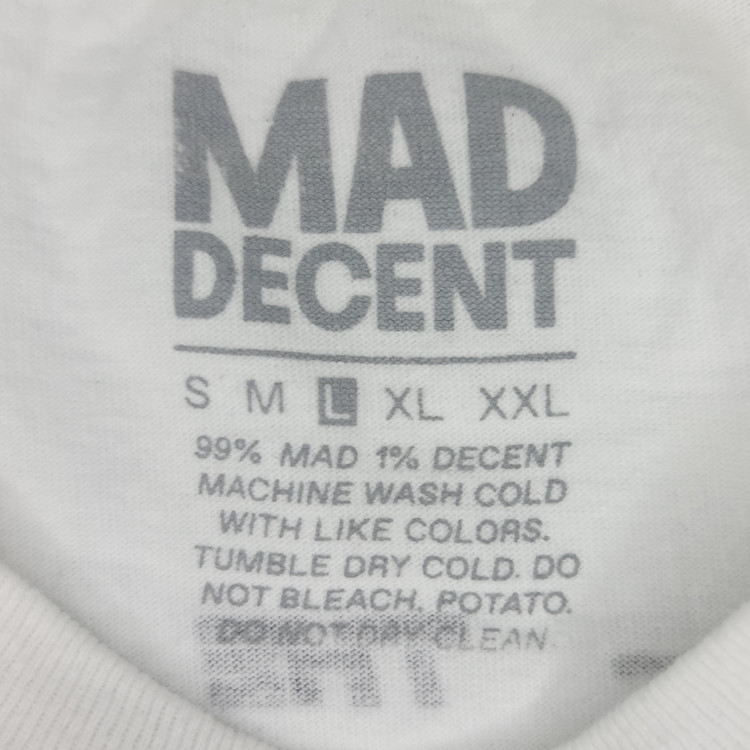 MAD
DECENT
S M L XL XXL
99% MAD 1% DECENT
MACHINE WASH COLD
WITH LIKE COLORS.
TUMBLE DRY COLD. DO
NOT BLEACH. POTATO.
DO NOT DRY CLEAN.